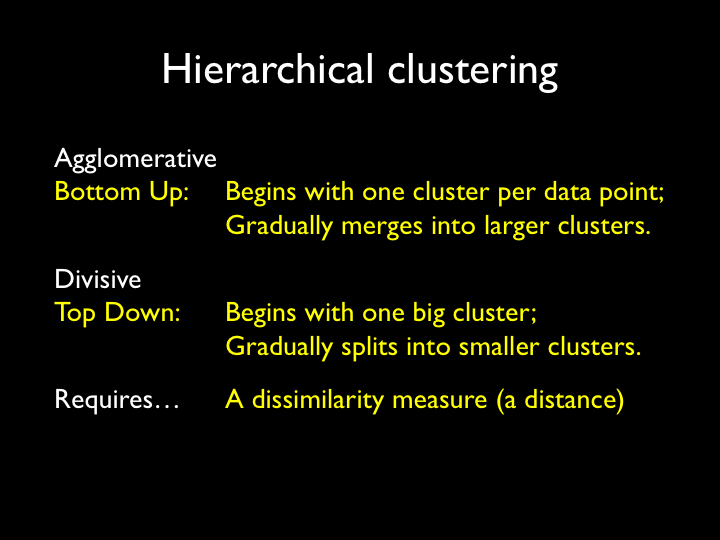 Hierarchical clustering
Agglomerative
Bottom Up: Begins with one cluster per data point;
Gradually merges into larger clusters.
Divisive
Top Down: Begins with one big cluster;
Gradually splits into smaller clusters.
Requires… A dissimilarity measure (a distance)